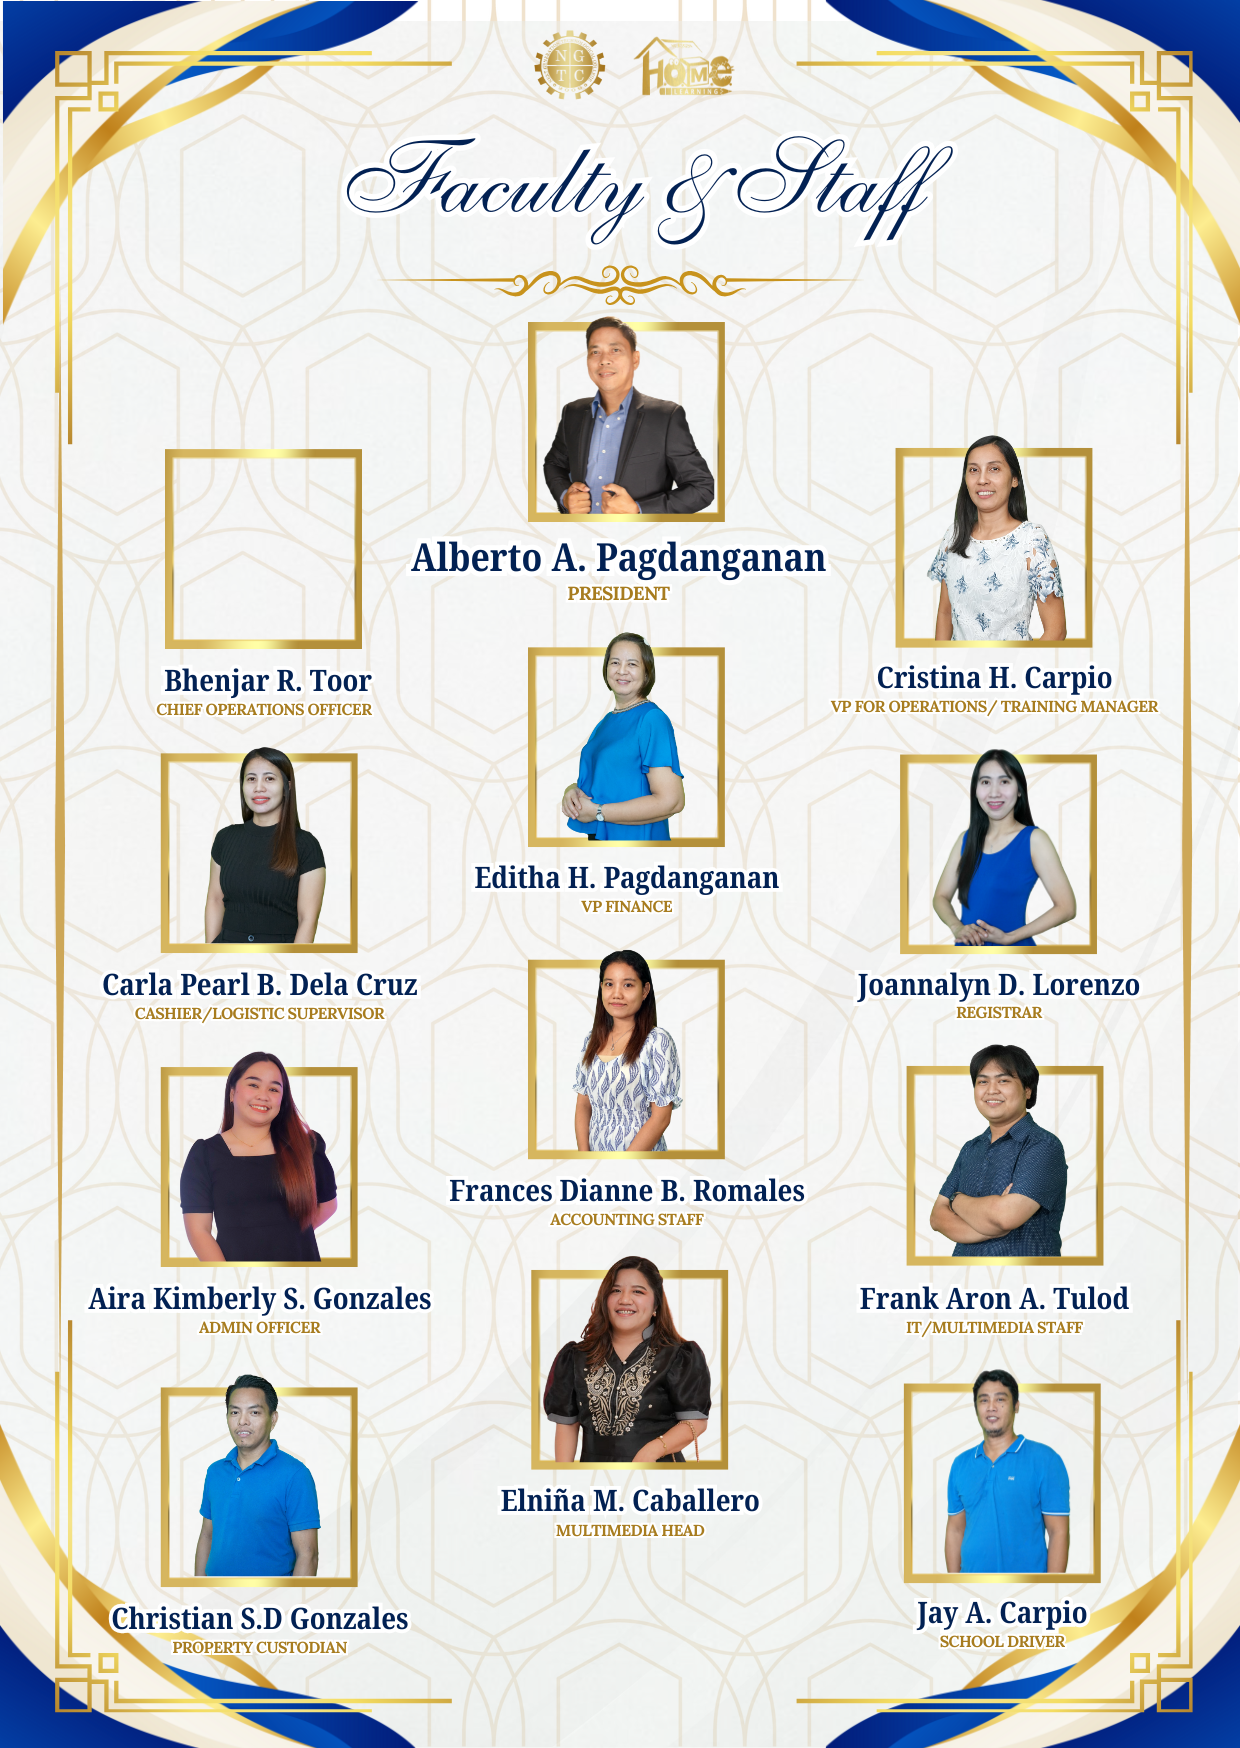 N G
T C
HOME
LEARNING
Faculty & Staff
Alberto A. Pagdanganan
PRESIDENT
Bhenjar R. Toor
CHIEF OPERATIONS OFFICER
Cristina H. Carpio
VP FOR OPERATIONS/ TRAINING MANAGER
Editha H. Pagdanganan
VP FINANCE
Carla Pearl B. Dela Cruz
CASHIER/LOGISTIC SUPERVISOR
Joannalyn D. Lorenzo
REGISTRAR
Frances Dianne B. Romales
ACCOUNTING STAFF
Aira Kimberly S. Gonzales
ADMIN OFFICER
Frank Aron A. Tulod
IT/MULTIMEDIA STAFF
Elniña M. Caballero
MULTIMEDIA HEAD
Christian S.D Gonzales
PROPERTY CUSTODIAN
Jay A. Carpio
SCHOOL DRIVER